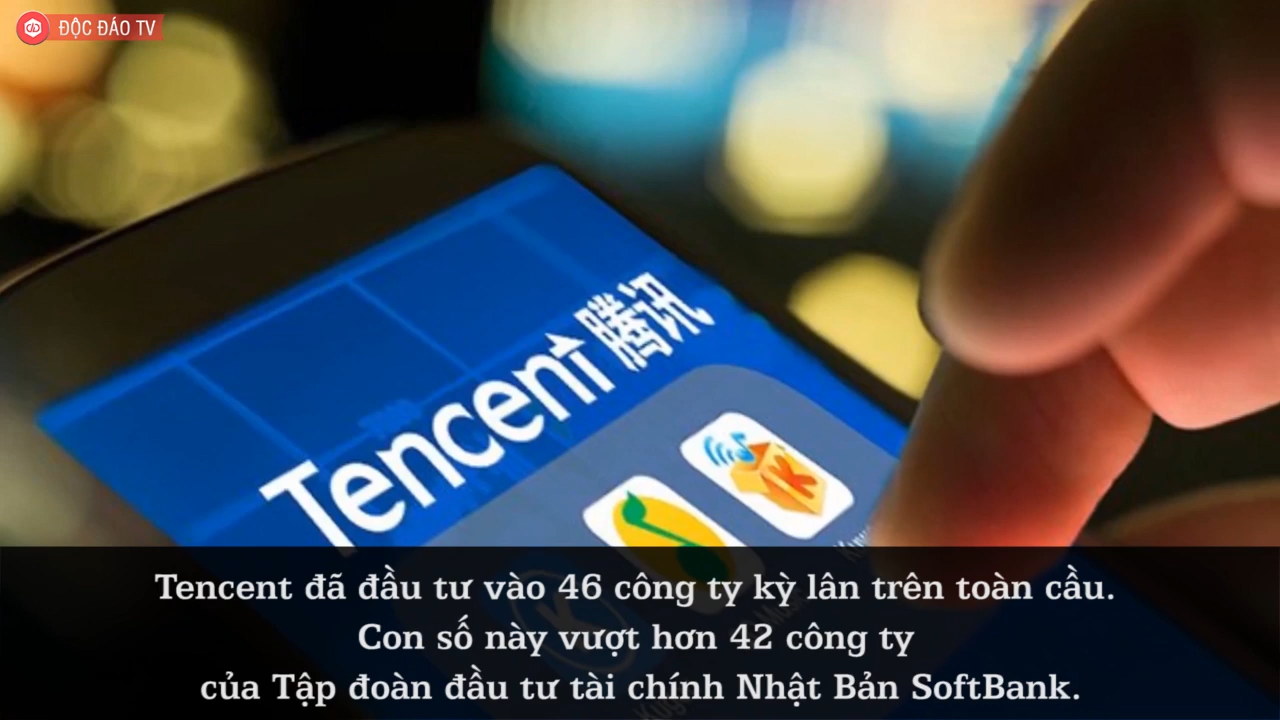 ĐỘC ĐÁO TV
Tencent 腾讯
Tencent đã đầu tư vào 46 công ty kỳ lân trên toàn cầu.
Con số này vượt hơn 42 công ty
của Tập đoàn đầu tư tài chính Nhật Bản SoftBank.